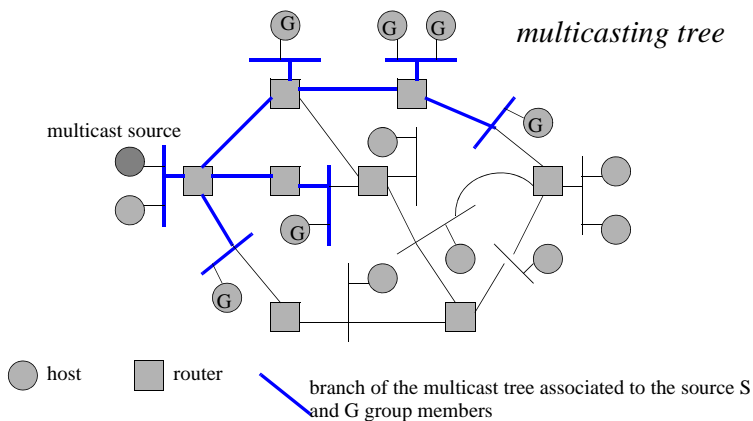 G
G
G
multicasting tree
G
multicast source
G
G
host
router
branch of the multicast tree associated to the source S
and G group members